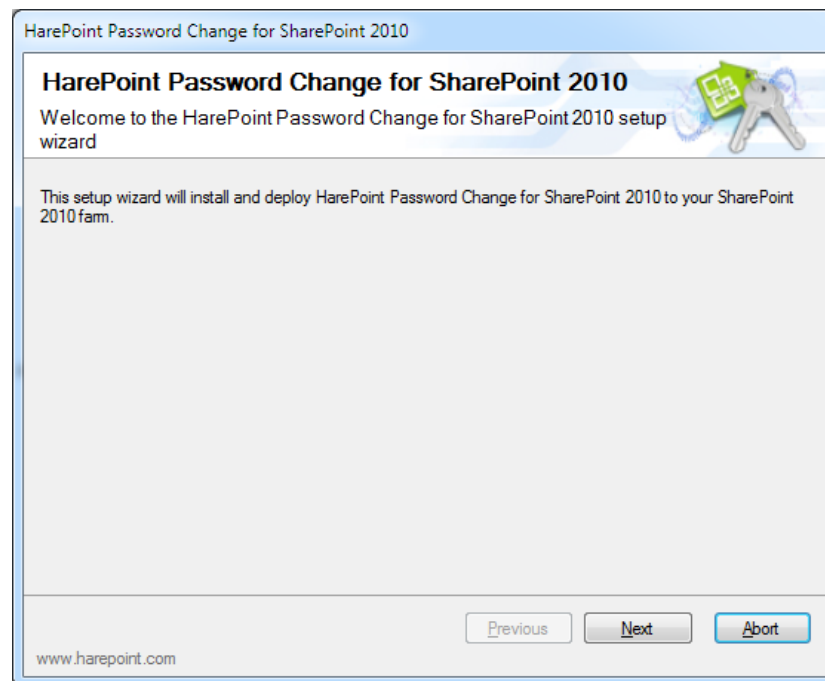 HarePoint Password Change for SharePoint 2010
HarePoint Password Change for SharePoint 2010
Welcome to the HarePoint Password Change for SharePoint 2010 setup
wizard
This setup wizard will install and deploy HarePoint Password Change for SharePoint 2010 to your SharePoint
2010 farm.
Previous
Next
Abort
www.harepoint.com